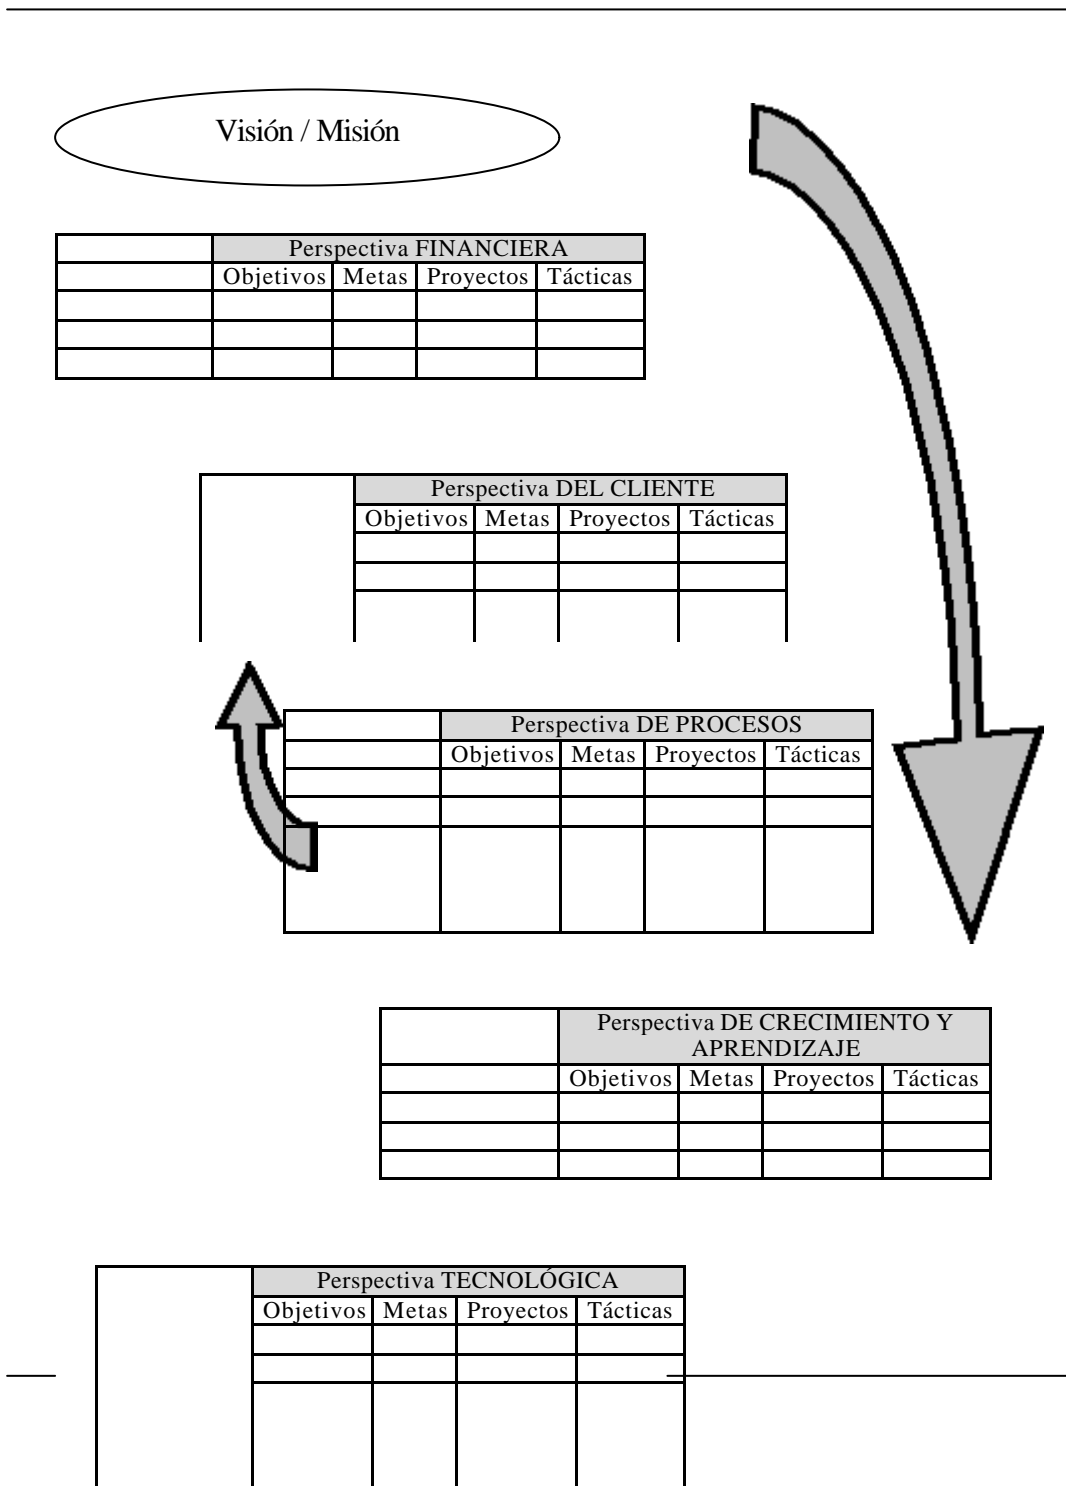 Visión / Misión
Perspectiva FINANCIERA
Objetivos Metas Proyectos Tácticas
Perspectiva DEL CLIENTE
Objetivos Metas Proyectos Tácticas
Perspectiva DE PROCESOS
Objetivos Metas Proyectos Tácticas
Perspectiva DE CRECIMIENTO Y
APRENDIZAJE
Objetivos Metas Proyectos Tácticas
Perspectiva TECNOLÓGICA
Objetivos Metas Proyectos Tácticas